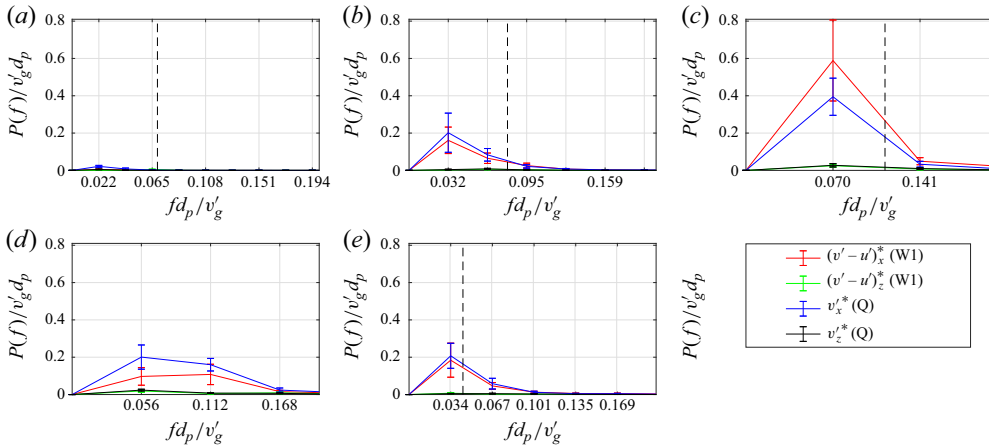 (a)
0.8
0.6
0.4
0.2
0
P(f)/v′_g d_p
0.022 0.065 0.108 0.151 0.194
fd_p/v′_g
(b)
0.8
0.6
0.4
0.2
0
P(f)/v′_g d_p
0.032 0.095 0.159
fd_p/v′_g
(c)
0.8
0.6
0.4
0.2
0
P(f)/v′_g d_p
0.070 0.141
fd_p/v′_g
(d)
0.8
0.6
0.4
0.2
0
P(f)/v′_g d_p
0.056 0.112 0.168
fd_p/v′_g
(e)
0.8
0.6
0.4
0.2
0
P(f)/v′_g d_p
0.034 0.067 0.101 0.135 0.169
fd_p/v′_g
P(f)/v′_g d_p
(v′ – u′)*_x (W1)
(v′ – u′)*_z (W1)
v′_x* (Q)
v′_z* (Q)